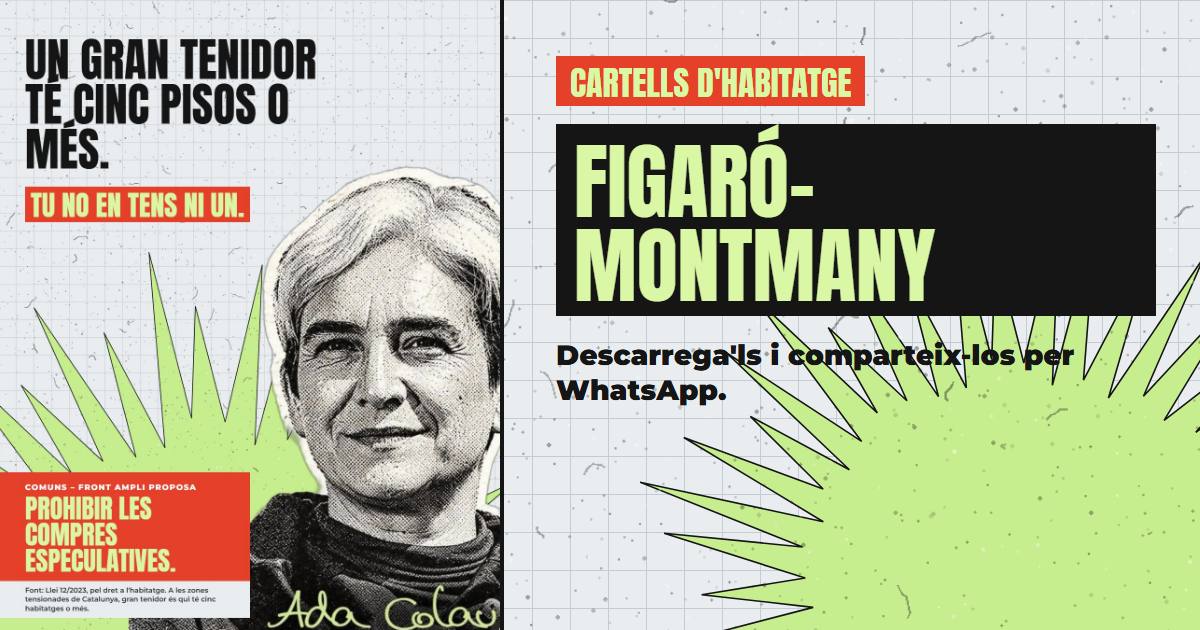 UN GRAN TENIDOR
TÉ CINC PISOS O
MÉS.
TU NO EN TENS NI UN.
COMUNS – FRONT AMPLI PROPOSA
PROHIBIR LES
COMPRES
ESPECULATIVES.
Font: Llei 12/2023, pel dret a l'habitatge. A les zones
tensionades de Catalunya, gran tenidor és qui té cinc
habitatges o més.
Ada Colau
CARTELLS D'HABITATGE
FIGARÓ-
MONTMANY
Descarrega'ls i comparteix-los per
WhatsApp.